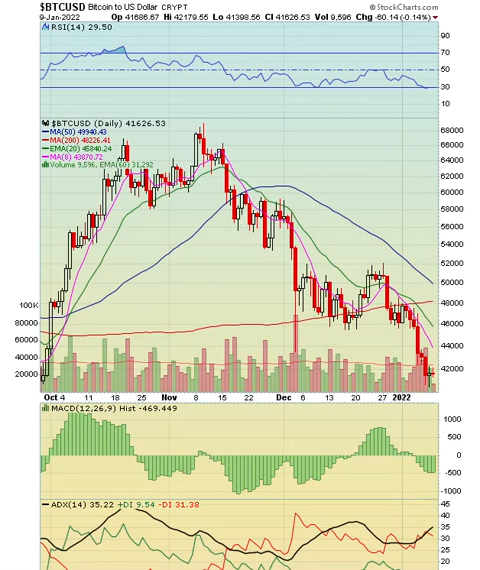 $BTCUSD Bitcoin to US Dollar CRYPT © StockCharts.com
9-Jan-2022 Op 41686.67 Hi 42179.55 Lo 41398.56 Cl 41626.53 Vol 9,596 Chg -60.14 (-0.14%)
RSI(14) 29.50
90
70
50
30
10
$BTCUSD (Daily) 41626.53
MA(50) 49940.43
MA(200) 48226.41
EMA(20) 45840.24
MA(8) 43870.72
Volume 9,596, EMA(60) 31,292
68000
66000
64000
62000
60000
58000
56000
54000
52000
50000
48000
46000
44000
42000
100K
80000
60000
40000
20000
Oct 4 11 18 25 Nov 8 15 22 Dec 6 13 20 27 2022
MACD(12,26,9) Hist -469.449
1000
500
0
-500
-1000
ADX(14) 35.22 +DI 9.54 -DI 31.38
45
40
35
30
25
20